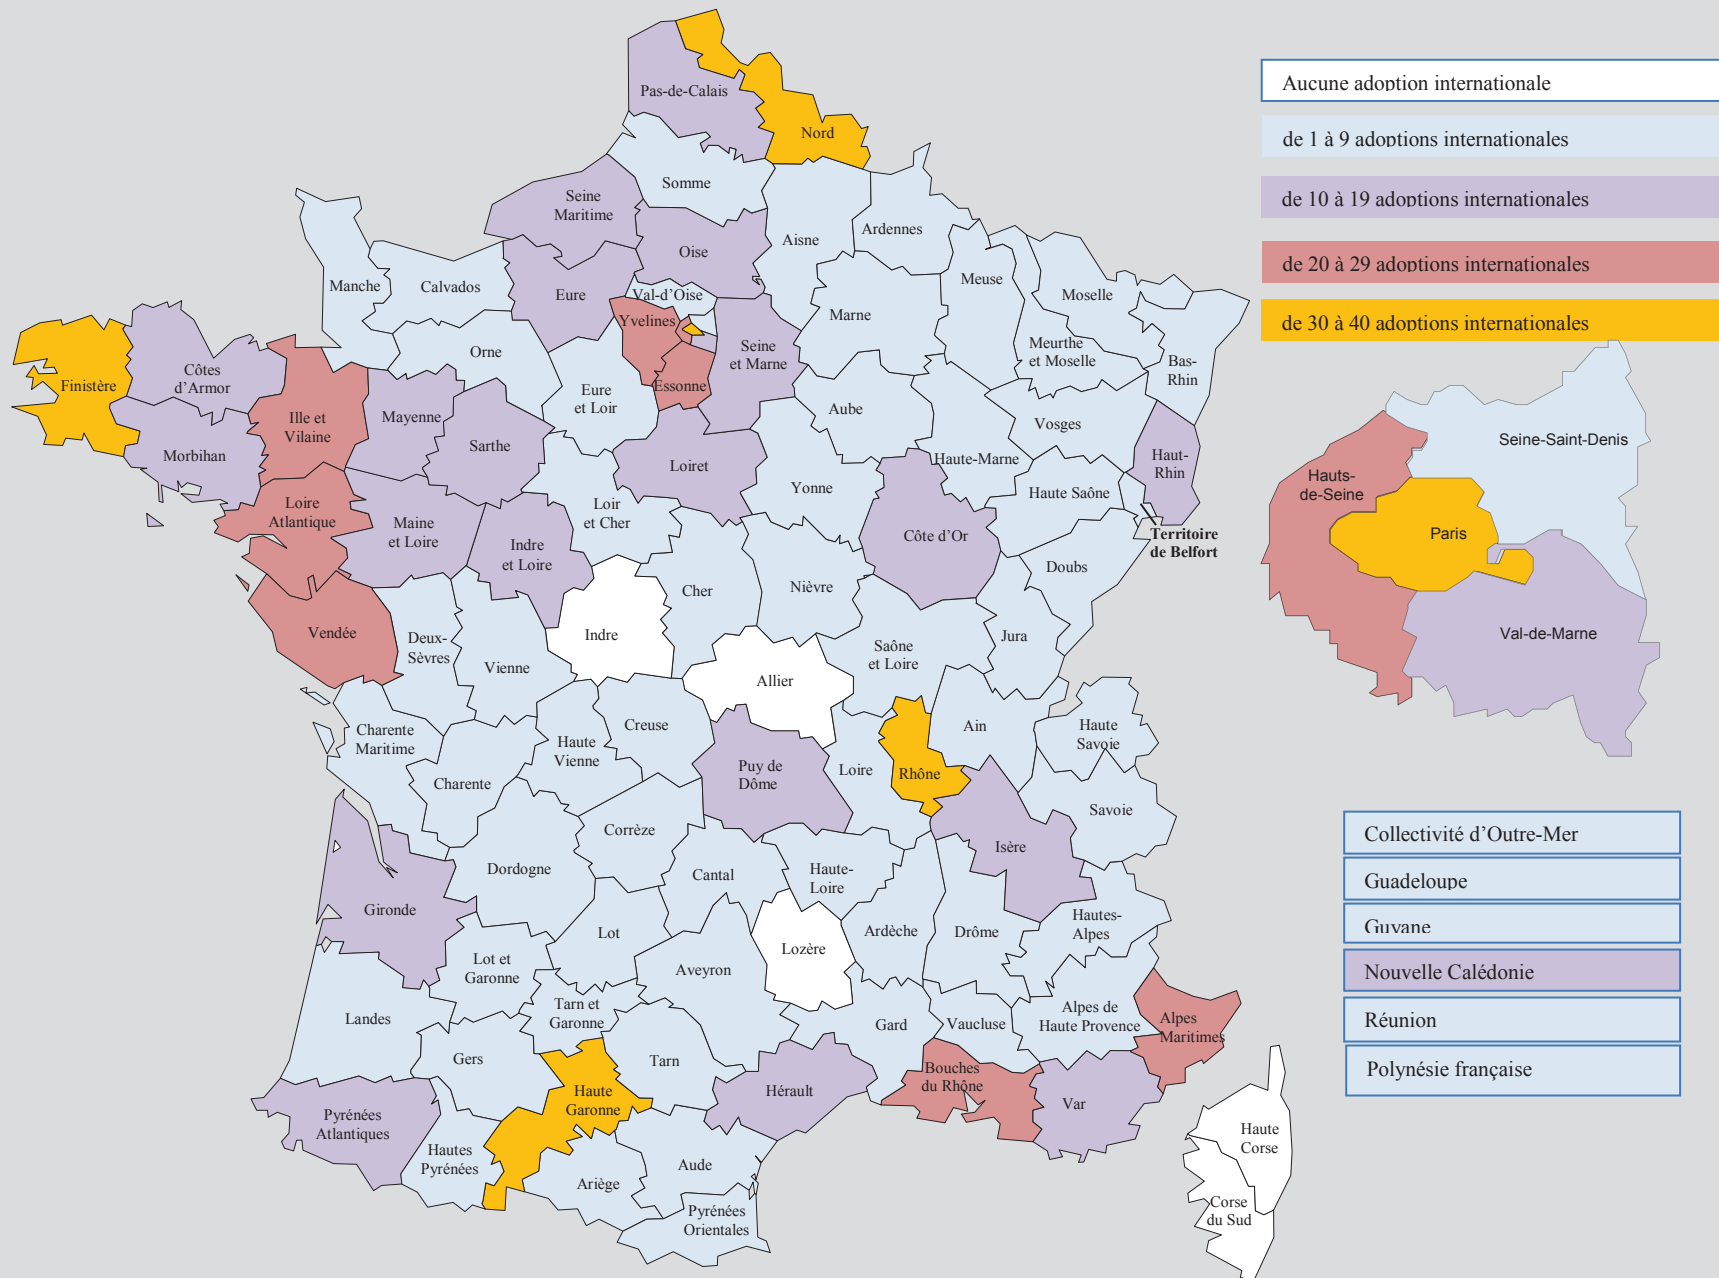 Aucune adoption internationale
de 1 à 9 adoptions internationales
de 10 à 19 adoptions internationales
de 20 à 29 adoptions internationales
de 30 à 40 adoptions internationales
Pas-de-Calais
Nord
Somme
Seine
Maritime
Oise
Aisne
Ardennes
Manche
Calvados
Eure
Val-d’Oise
Yvelines
Essonne
Seine
et Marne
Marne
Meuse
Moselle
Meurthe
et Moselle
Bas-
Rhin
Orne
Eure
et Loir
Aube
Vosges
Haute-Marne
Haut-
Rhin
Finistère
Côtes
d’Armor
Morbihan
Ille et
Vilaine
Mayenne
Sarthe
Loiret
Yonne
Haute Saône
Territoire
de Belfort
Loire
Atlantique
Maine
et Loire
Indre
et Loire
Loir
et Cher
Cher
Nièvre
Côte d’Or
Doubs
Jura
Vendée
Deux-
Sèvres
Vienne
Indre
Allier
Saône
et Loire
Charente
Maritime
Charente
Haute
Vienne
Creuse
Puy de
Dôme
Loire
Rhône
Ain
Haute
Savoie
Savoie
Isère
Corrèze
Dordogne
Cantal
Haute-
Loire
Gironde
Lot
Lot et
Garonne
Aveyron
Lozère
Ardèche
Drôme
Hautes-
Alpes
Landes
Tarn et
Garonne
Gers
Tarn
Gard
Vaucluse
Alpes de
Haute Provence
Alpes
Maritimes
Bouches
du Rhône
Var
Hérault
Haute
Garonne
Pyrénées
Atlantiques
Hautes
Pyrénées
Ariège
Aude
Pyrénées
Orientales
Haute
Corse
Corse
du Sud
Seine-Saint-Denis
Hauts-
de-Seine
Paris
Val-de-Marne
Collectivité d’Outre-Mer
Guadeloupe
Guyane
Nouvelle Calédonie
Réunion
Polynésie française